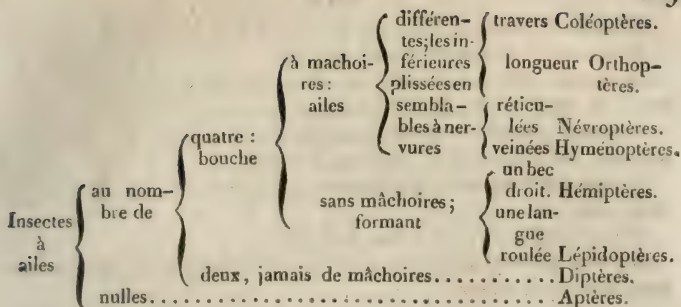 différen-
tes; les in-
férieures
plissées en
travers Coléoptères.
longueur Orthop-
tères.
à machoi-
res :
ailes
sembla-
bles à ner-
vures
réticu-
lées Névroptères.
veinées Hyménoptères.
quatre :
bouche
un bec
droit. Hémiptères.
sans mâchoires ;
formant
une lan-
gue
roulée Lépidoptères.
au nom-
bre de
Insectes
à
ailes
deux, jamais de mâchoires.......... Diptères.
nulles................................ Aptères.